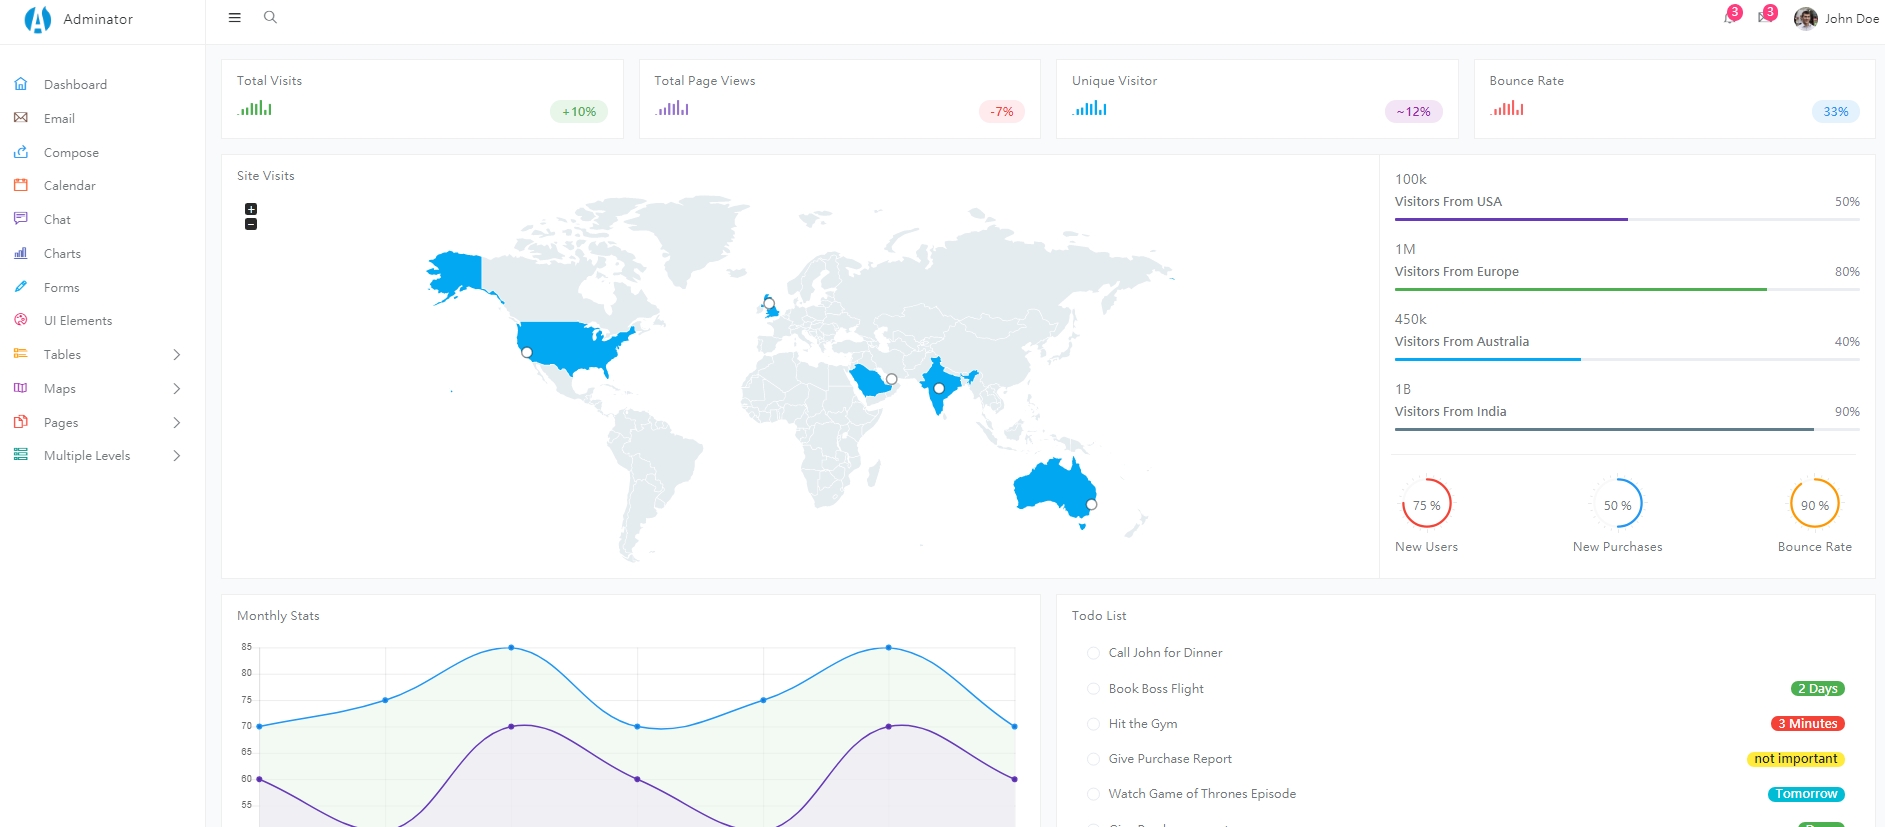 Adminator
3
3
John Doe
Dashboard
Email
Compose
Calendar
Chat
Charts
Forms
UI Elements
Tables
Maps
Pages
Multiple Levels
Total Visits
+10%
Total Page Views
-7%
Unique Visitor
~12%
Bounce Rate
33%
Site Visits
+
−
100k
Visitors From USA 50%
1M
Visitors From Europe 80%
450k
Visitors From Australia 40%
1B
Visitors From India 90%
75 %
New Users
50 %
New Purchases
90 %
Bounce Rate
Monthly Stats
85
80
75
70
65
60
55
Todo List
Call John for Dinner
Book Boss Flight 2 Days
Hit the Gym 3 Minutes
Give Purchase Report not important
Watch Game of Thrones Episode Tomorrow